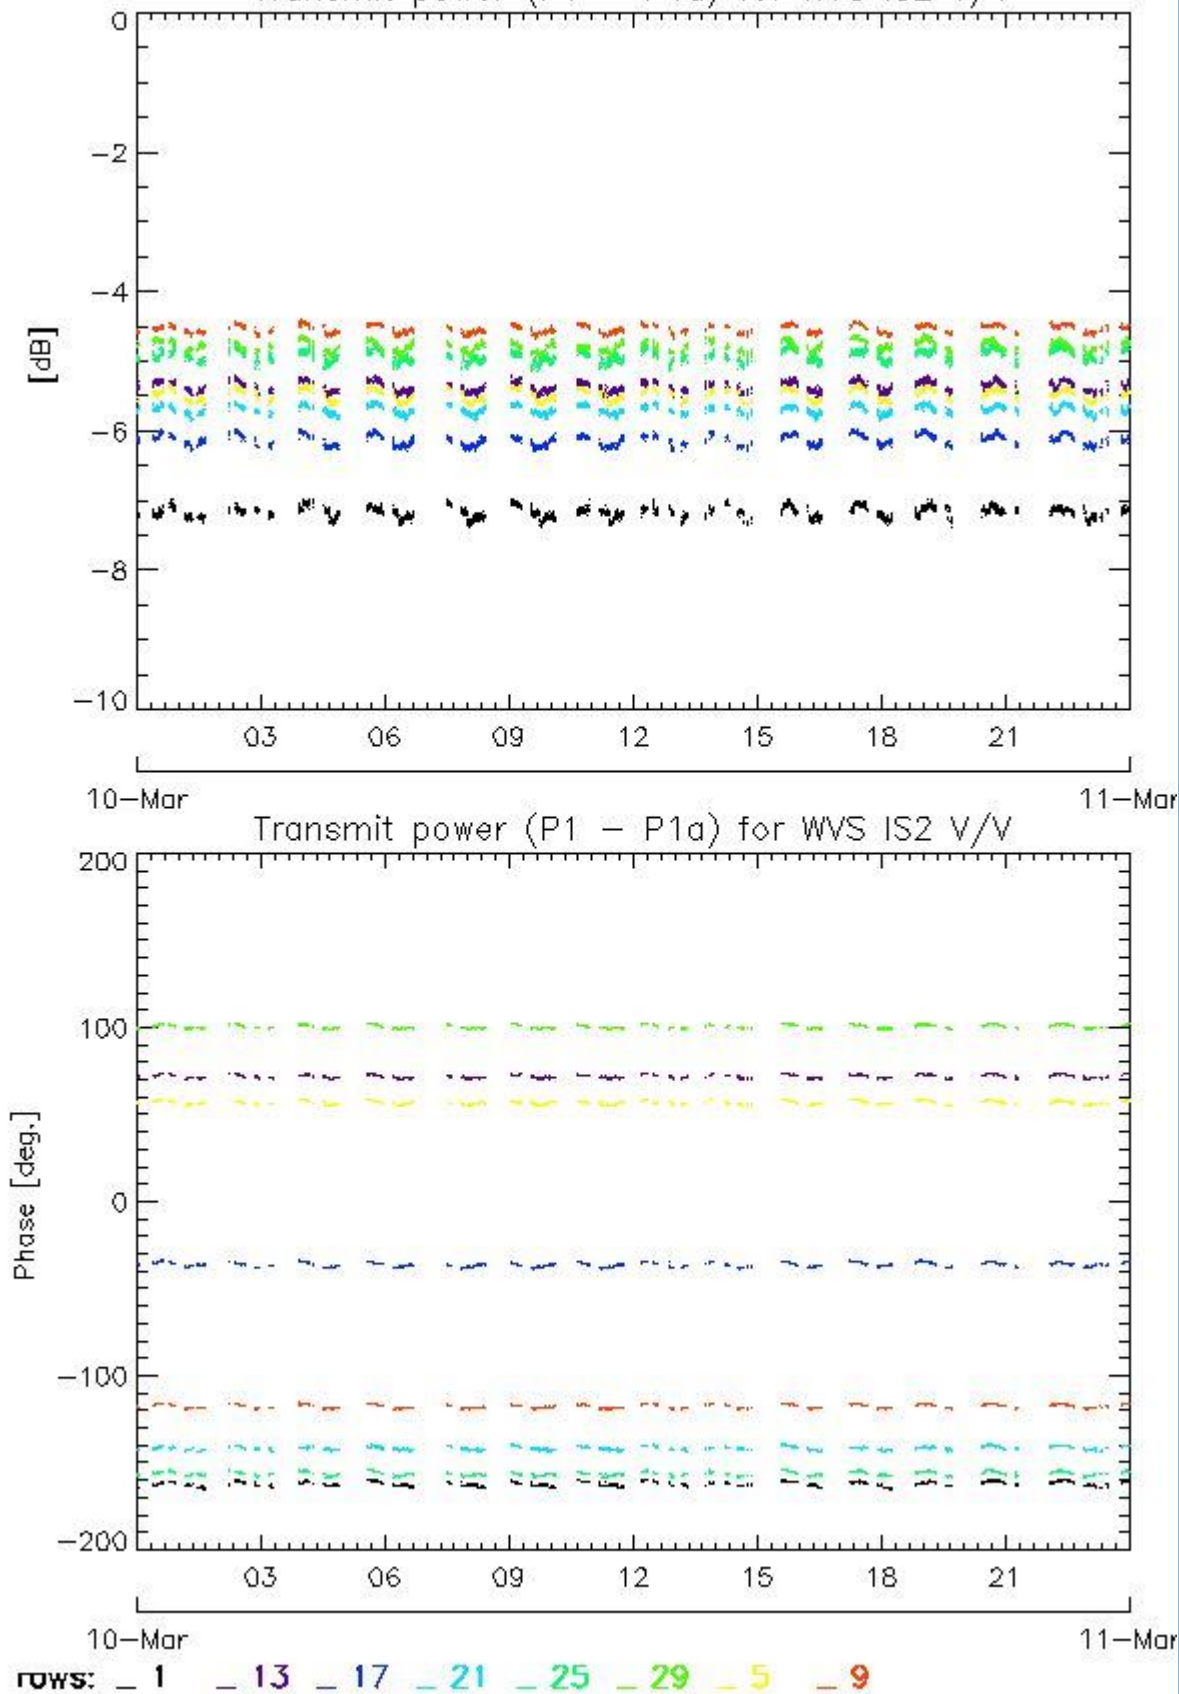 0
−2
−4
[dB]
−6
−8
−10
03 06 09 12 15 18 21
10−Mar 11−Mar
Transmit power (P1 − P1a) for WVS IS2 V/V
200
100
0
Phase [deg.]
−100
−200
03 06 09 12 15 18 21
10−Mar 11−Mar
rows: _ 1 _ 13 _ 17 _ 21 _ 25 _ 29 _ 5 _ 9